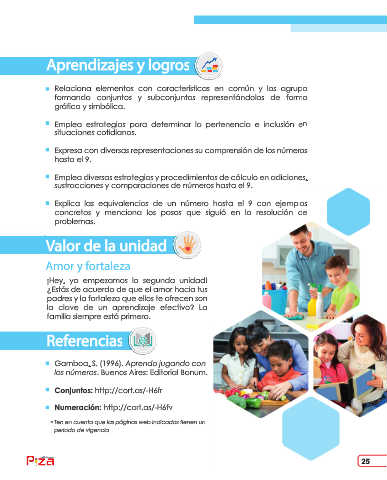 Aprendizajes y logros
Relaciona elementos con características en común y los agrupa
formando conjuntos y subconjuntos representándolos de forma
gráfica y simbólica.
Emplea estrategias para determinar la pertenencia e inclusión en
situaciones cotidianas.
Expresa con diversas representaciones su comprensión de los números
hasta el 9.
Emplea diversas estrategias y procedimientos de cálculo en adiciones,
sustracciones y comparaciones de números hasta el 9.
Explica las equivalencias de un número hasta el 9 con ejemplos
concretos y menciona los pasos que siguió en la resolución de
problemas.
Valor de la unidad
Amor y fortaleza
¡Hey, ya empezamos la segunda unidad!
¿Estás de acuerdo de que el amor hacia tus
padres y la fortaleza que ellos te ofrecen son
la clave de un aprendizaje efectivo? La
familia siempre está primero.
Referencias
Gamboa, S. (1996). Aprendo jugando con
los números. Buenos Aires: Editorial Bonum.
Conjuntos: http://cort.as/-H6fr
Numeración: http://cort.as/-H6fv
* Ten en cuenta que las páginas web indicadas tienen un
periodo de vigencia
Piza
25